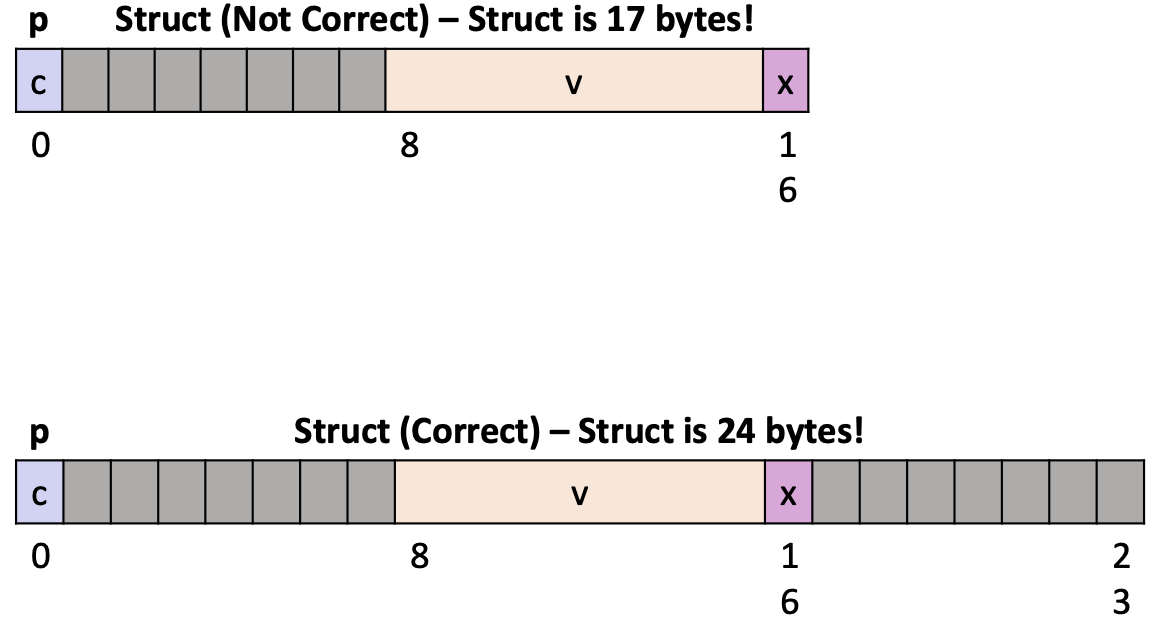 p Struct (Not Correct) – Struct is 17 bytes!
c v x
0 8 1
6
p Struct (Correct) – Struct is 24 bytes!
c v x
0 8 1 2
6 3